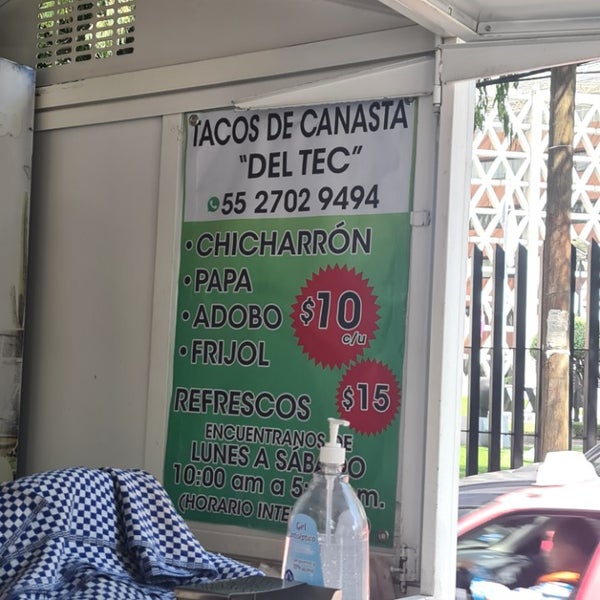 TACOS DE CANASTA
"DEL TEC"
55 2702 9494
• CHICHARRÓN
• PAPA
• ADOBO
• FRIJOL
$10
c/u
REFRESCOS
$15
ENCUENTRANOS DE
LUNES A SÁBADO
10:00 am a 5: m.
(HORARIO
Gel